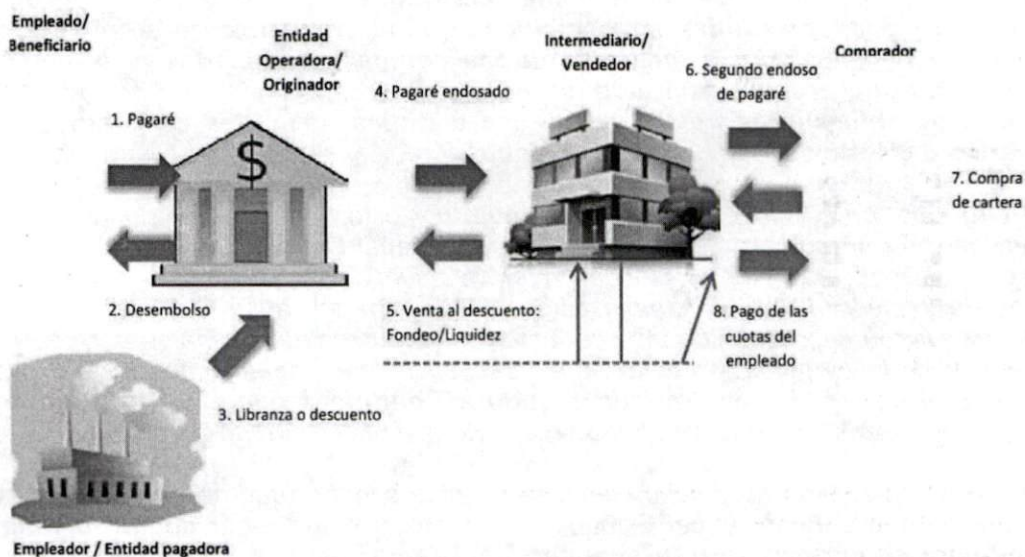 Empleado/
Beneficiario
Entidad
Operadora/
Originador
Intermediario/
Vendedor
Comprador
1. Pagaré
$
4. Pagaré endosado
6. Segundo endoso
de pagaré
7. Compra
de cartera
2. Desembolso
5. Venta al descuento:
Fondeo/Liquidez
8. Pago de las
cuotas del
empleado
3. Libranza o descuento
Empleador / Entidad pagadora